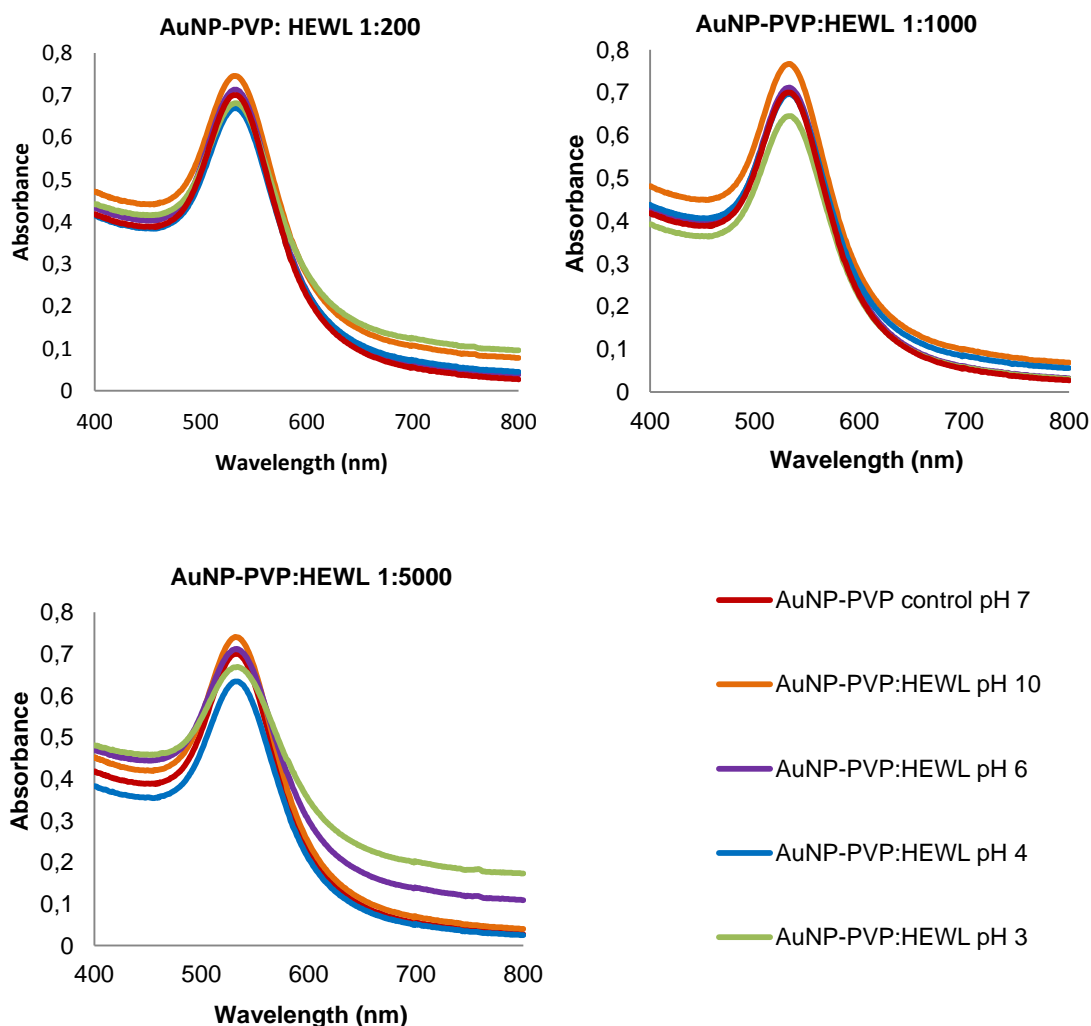 AuNP-PVP: HEWL 1:200
0,8
0,7
0,6
0,5
0,4
0,3
0,2
0,1
0
Absorbance
400 500 600 700 800
Wavelength (nm)
AuNP-PVP:HEWL 1:1000
0,8
0,7
0,6
0,5
0,4
0,3
0,2
0,1
0
Absorbance
400 500 600 700 800
Wavelength (nm)
AuNP-PVP:HEWL 1:5000
0,8
0,7
0,6
0,5
0,4
0,3
0,2
0,1
0
Absorbance
400 500 600 700 800
Wavelength (nm)
AuNP-PVP control pH 7
AuNP-PVP:HEWL pH 10
AuNP-PVP:HEWL pH 6
AuNP-PVP:HEWL pH 4
AuNP-PVP:HEWL pH 3